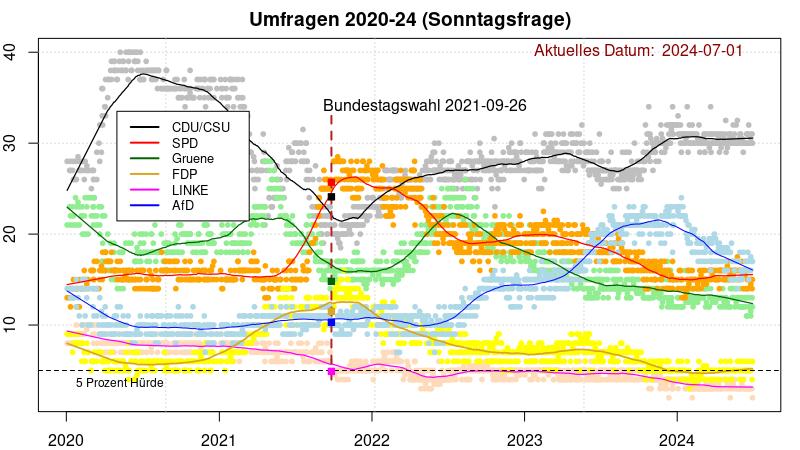 Umfragen 2020-24 (Sonntagsfrage)
Aktuelles Datum: 2024-07-01
Bundestagswahl 2021-09-26
CDU/CSU
SPD
Gruene
FDP
LINKE
AfD
40
30
20
10
5 Prozent Hürde
2020 2021 2022 2023 2024